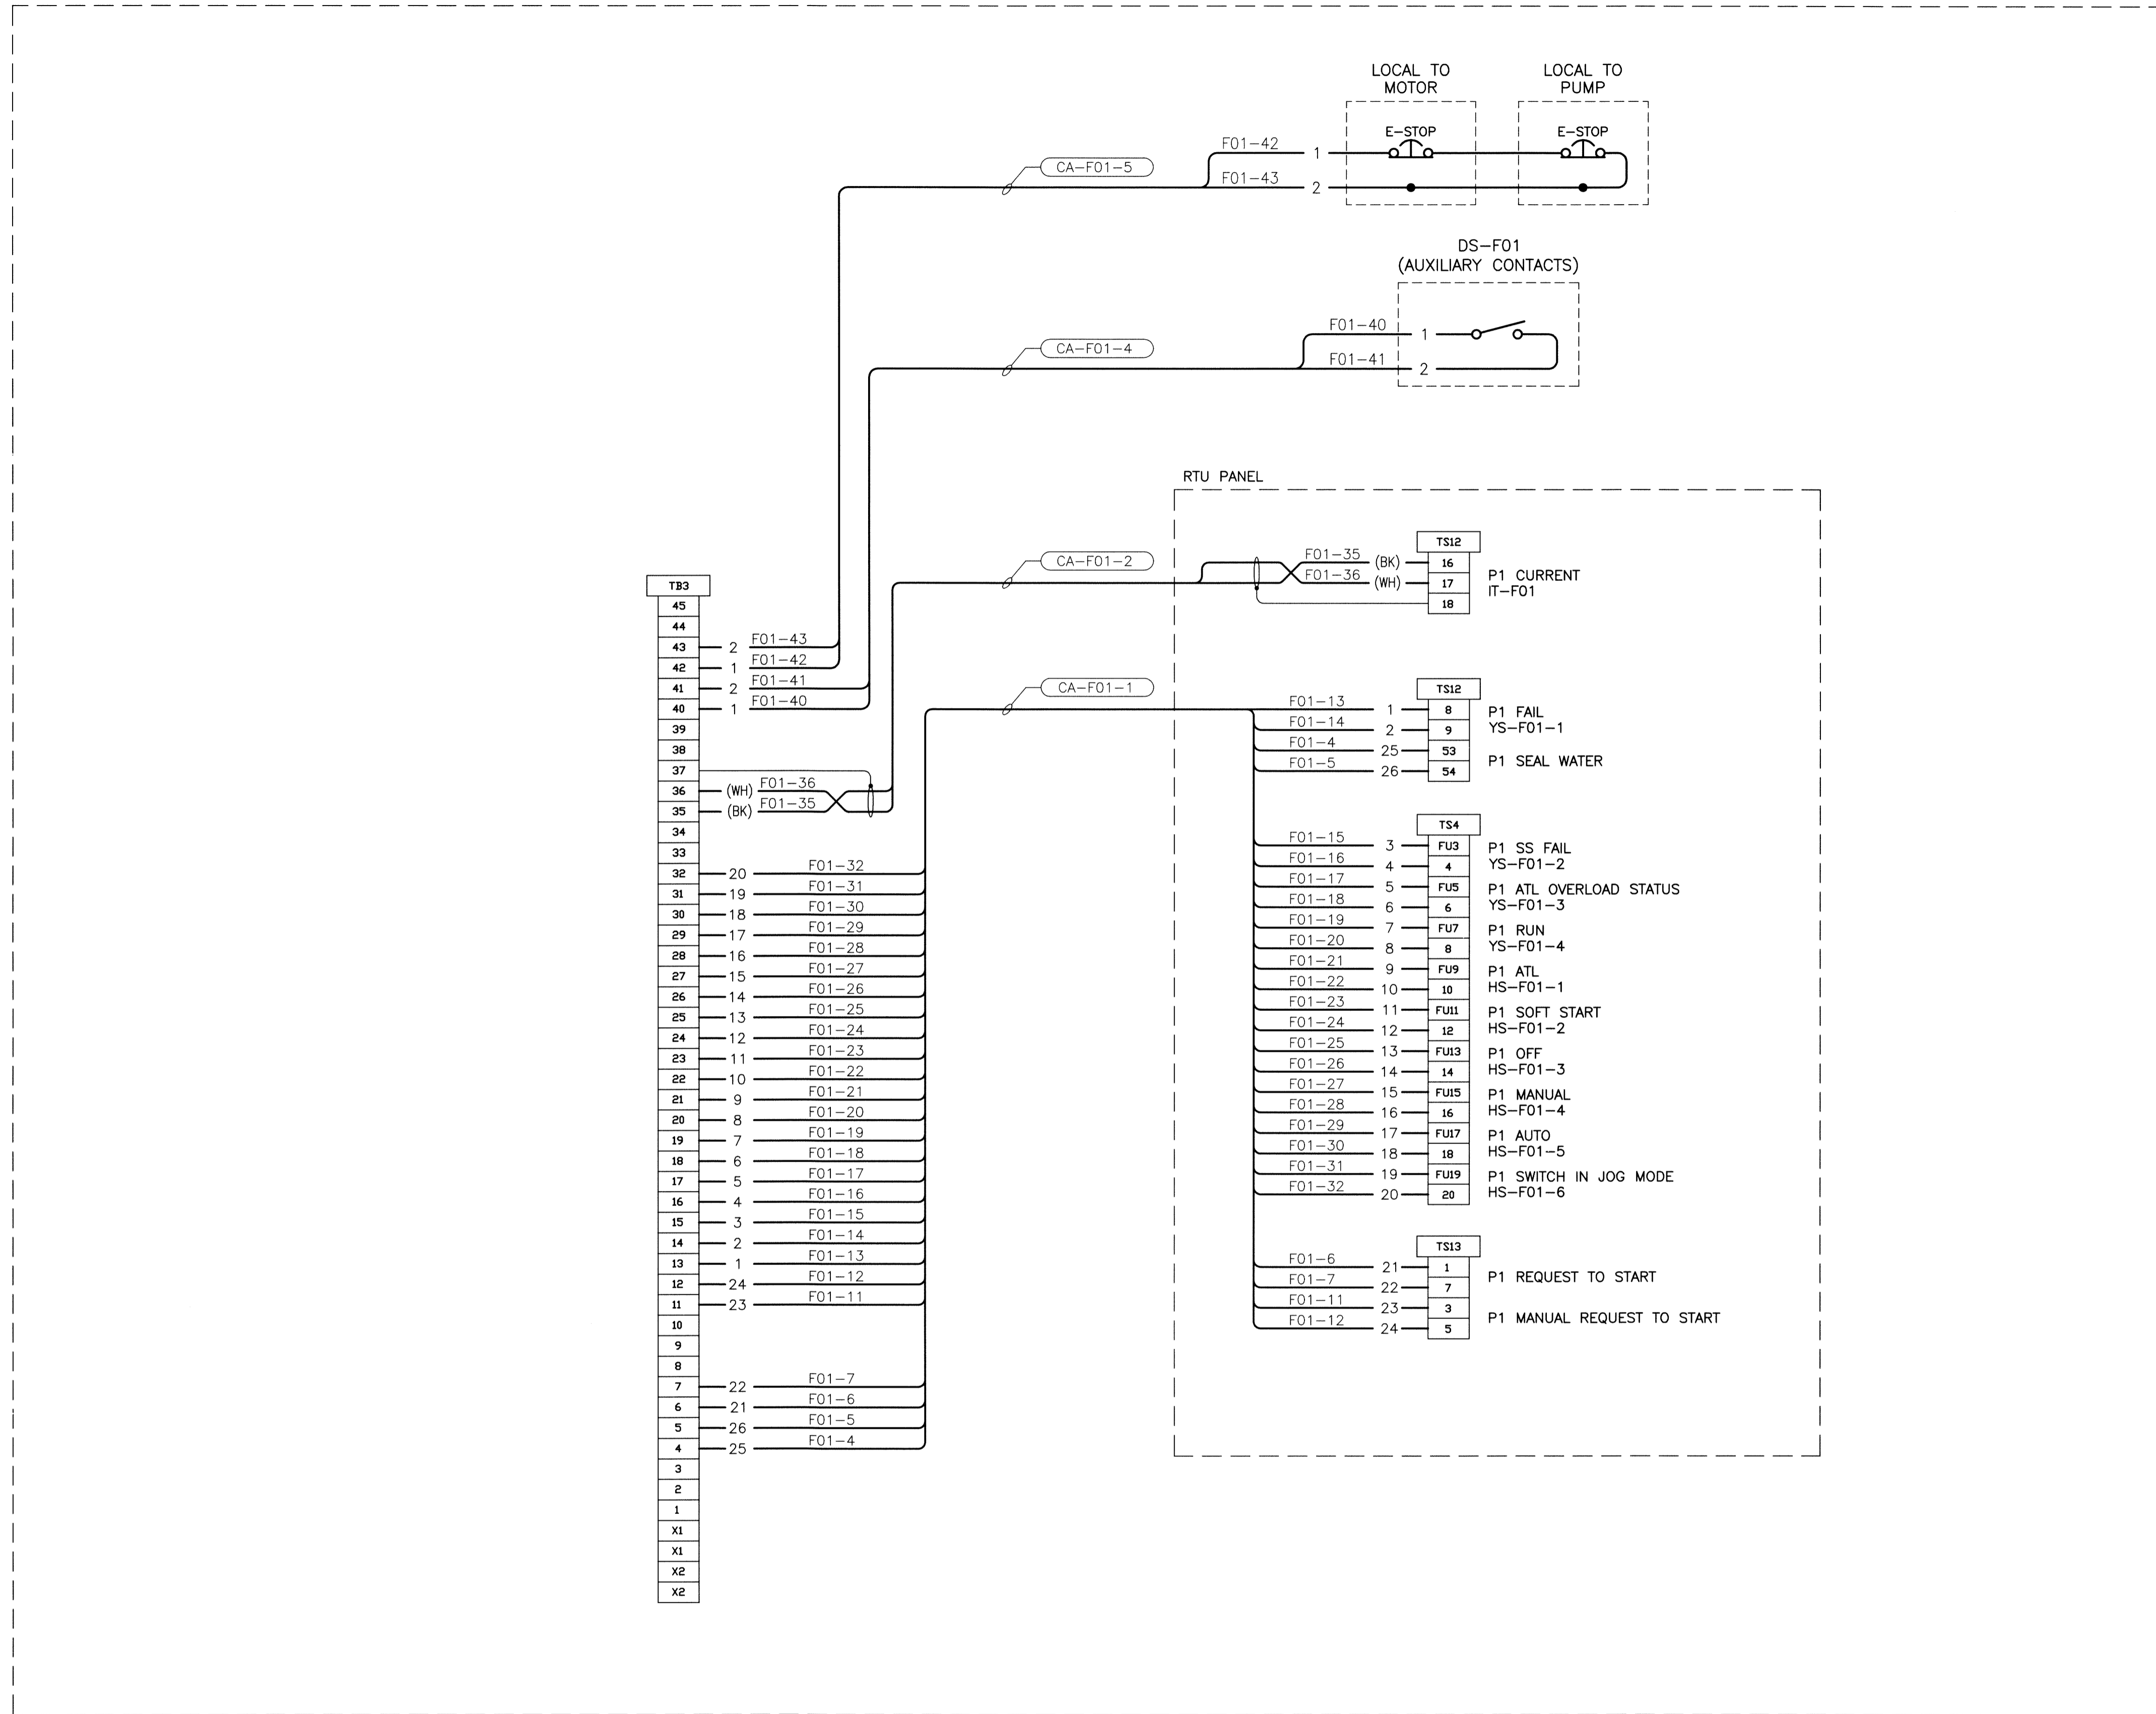 LOCAL TO
MOTOR
LOCAL TO
PUMP
E-STOP
E-STOP
F01-42
1
CA-F01-5
F01-43
2
DS-F01
(AUXILIARY CONTACTS)
F01-40
1
CA-F01-4
F01-41
2
RTU PANEL
TS12
CA-F01-2
F01-35
(BK)
16
F01-36
(WH)
17
18
P1 CURRENT
IT-F01
CA-F01-1
TS12
F01-13
1
8
F01-14
2
9
F01-4
25
53
F01-5
26
54
P1 FAIL
YS-F01-1
P1 SEAL WATER
TS4
F01-15
3
FU3
F01-16
4
4
F01-17
5
FU5
F01-18
6
6
F01-19
7
FU7
F01-20
8
8
F01-21
9
FU9
F01-22
10
10
F01-23
11
FU11
F01-24
12
12
F01-25
13
FU13
F01-26
14
14
F01-27
15
FU15
F01-28
16
16
F01-29
17
FU17
F01-30
18
18
F01-31
19
FU19
F01-32
20
20
P1 SS FAIL
YS-F01-2
P1 ATL OVERLOAD STATUS
YS-F01-3
P1 RUN
YS-F01-4
P1 ATL
HS-F01-1
P1 SOFT START
HS-F01-2
P1 OFF
HS-F01-3
P1 MANUAL
HS-F01-4
P1 AUTO
HS-F01-5
P1 SWITCH IN JOG MODE
HS-F01-6
TS13
F01-6
21
1
F01-7
22
7
F01-11
23
3
F01-12
24
5
P1 REQUEST TO START
P1 MANUAL REQUEST TO START
TB3
45
44
43
2
F01-43
42
1
F01-42
41
2
F01-41
40
1
F01-40
39
38
37
36
(WH)
F01-36
35
(BK)
F01-35
34
33
32
20
F01-32
31
19
F01-31
30
18
F01-30
29
17
F01-29
28
16
F01-28
27
15
F01-27
26
14
F01-26
25
13
F01-25
24
12
F01-24
23
11
F01-23
22
10
F01-22
21
9
F01-21
20
8
F01-20
19
7
F01-19
18
6
F01-18
17
5
F01-17
16
4
F01-16
15
3
F01-15
14
2
F01-14
13
1
F01-13
12
24
F01-12
11
23
F01-11
10
9
8
7
22
F01-7
6
21
F01-6
5
26
F01-5
4
25
F01-4
3
2
1
X1
X1
X2
X2